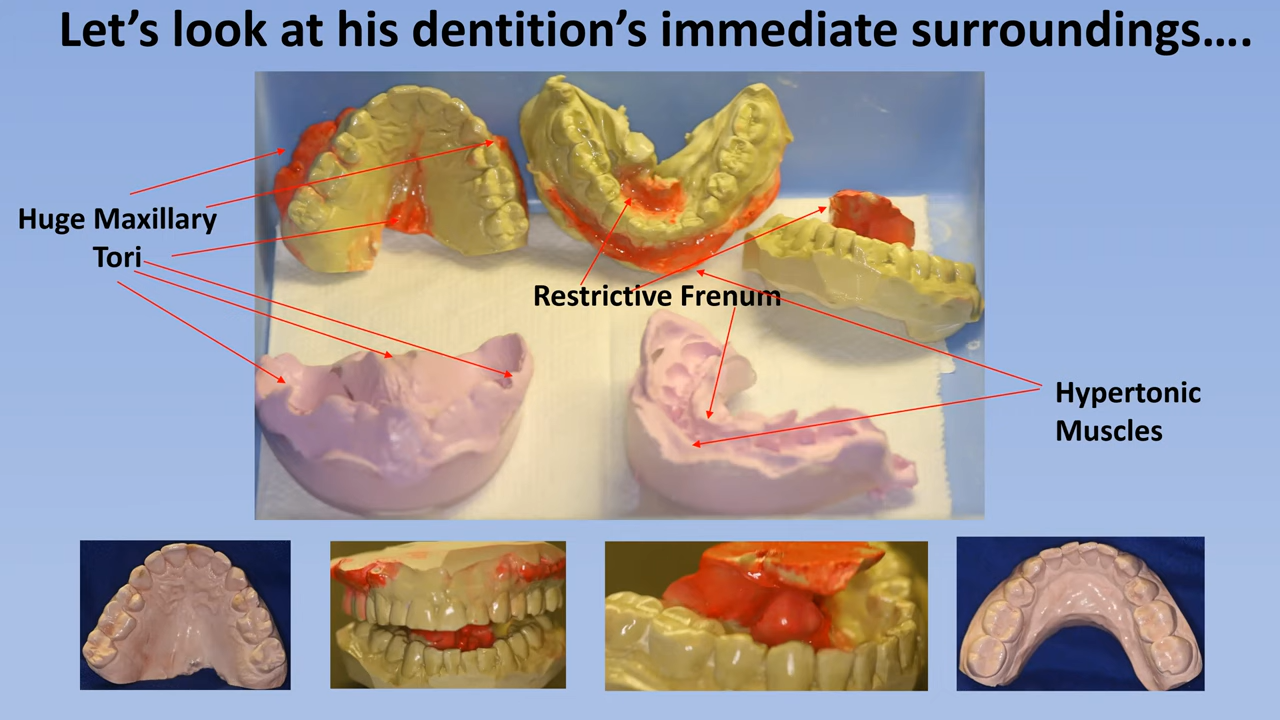 Let’s look at his dentition’s immediate surroundings….
Huge Maxillary
Tori
Restrictive Frenum
Hypertonic
Muscles